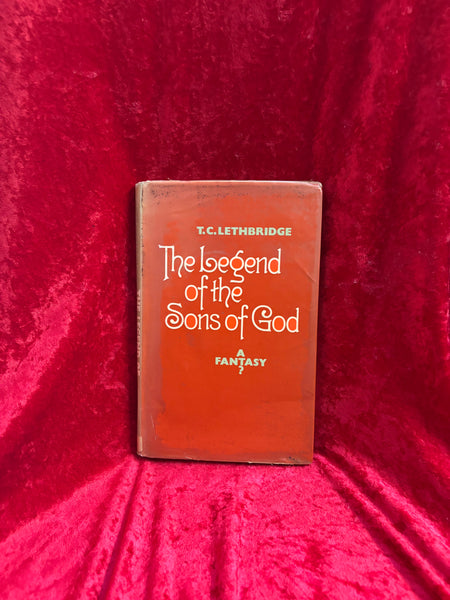 T.C. LETHBRIDGE
The Legend
of the
Sons of God
A
FANTASY
?